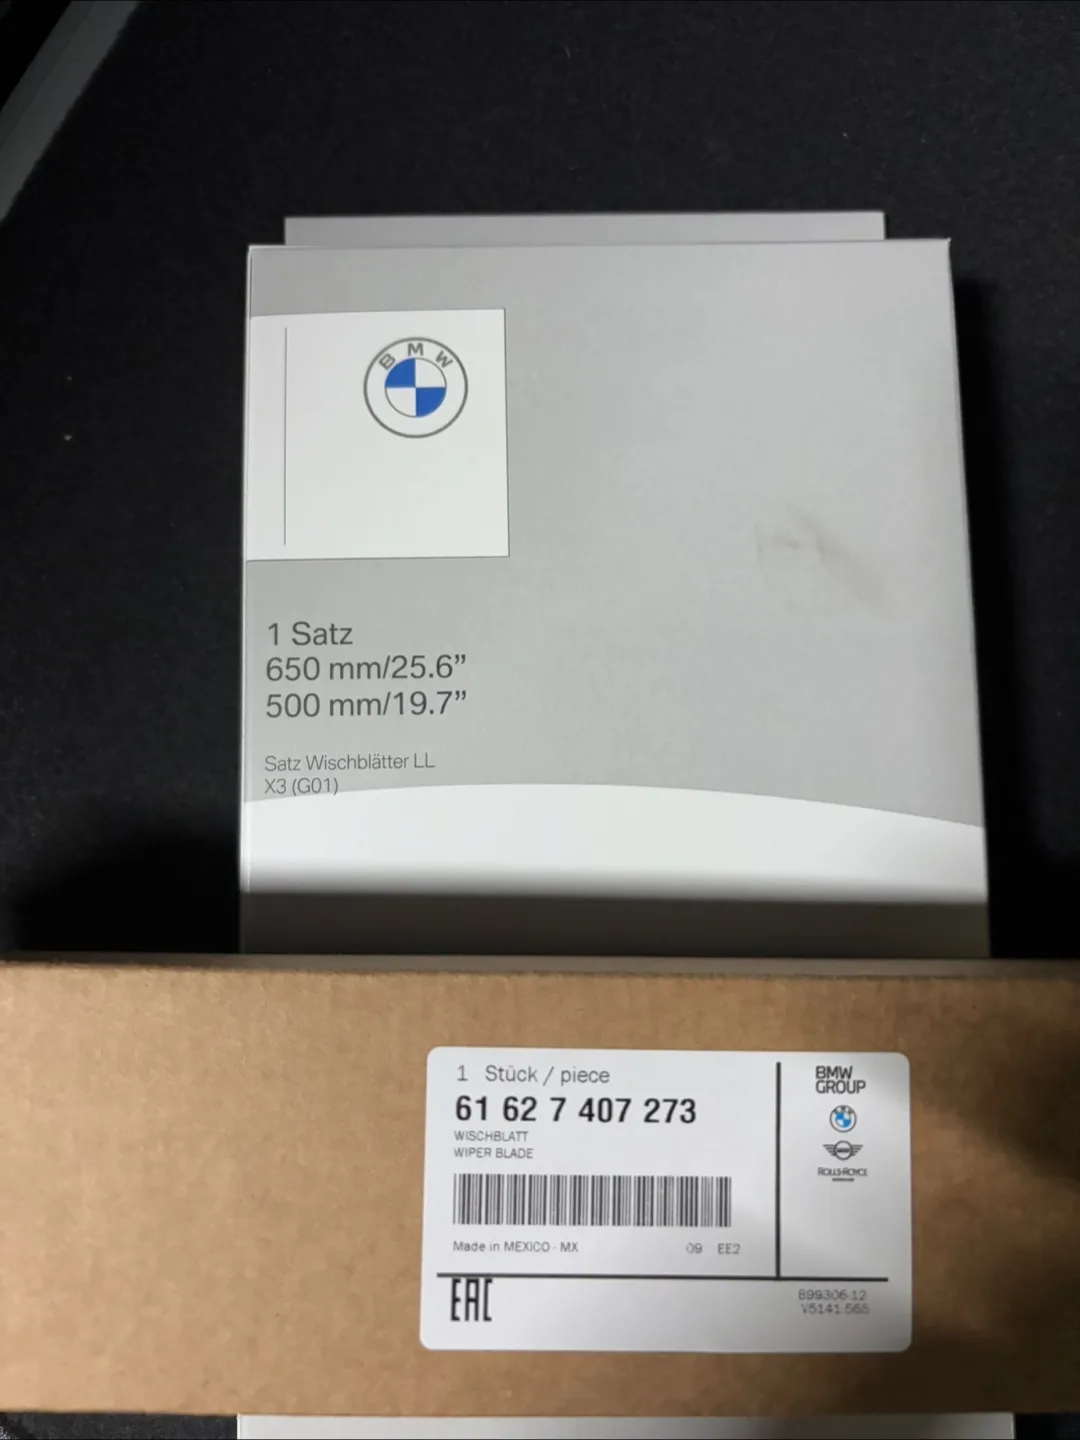 BMW
1 Satz
650 mm/25.6”
500 mm/19.7”
Satz Wischblätter LL
X3 (G01)
1 Stück / piece
61 62 7 407 273
WISCHBLATT
WIPER BLADE
Made in MEXICO - MX
09 EE2
EAC
BMW
GROUP
ROLLS-ROYCE
899306-12
V5141-565